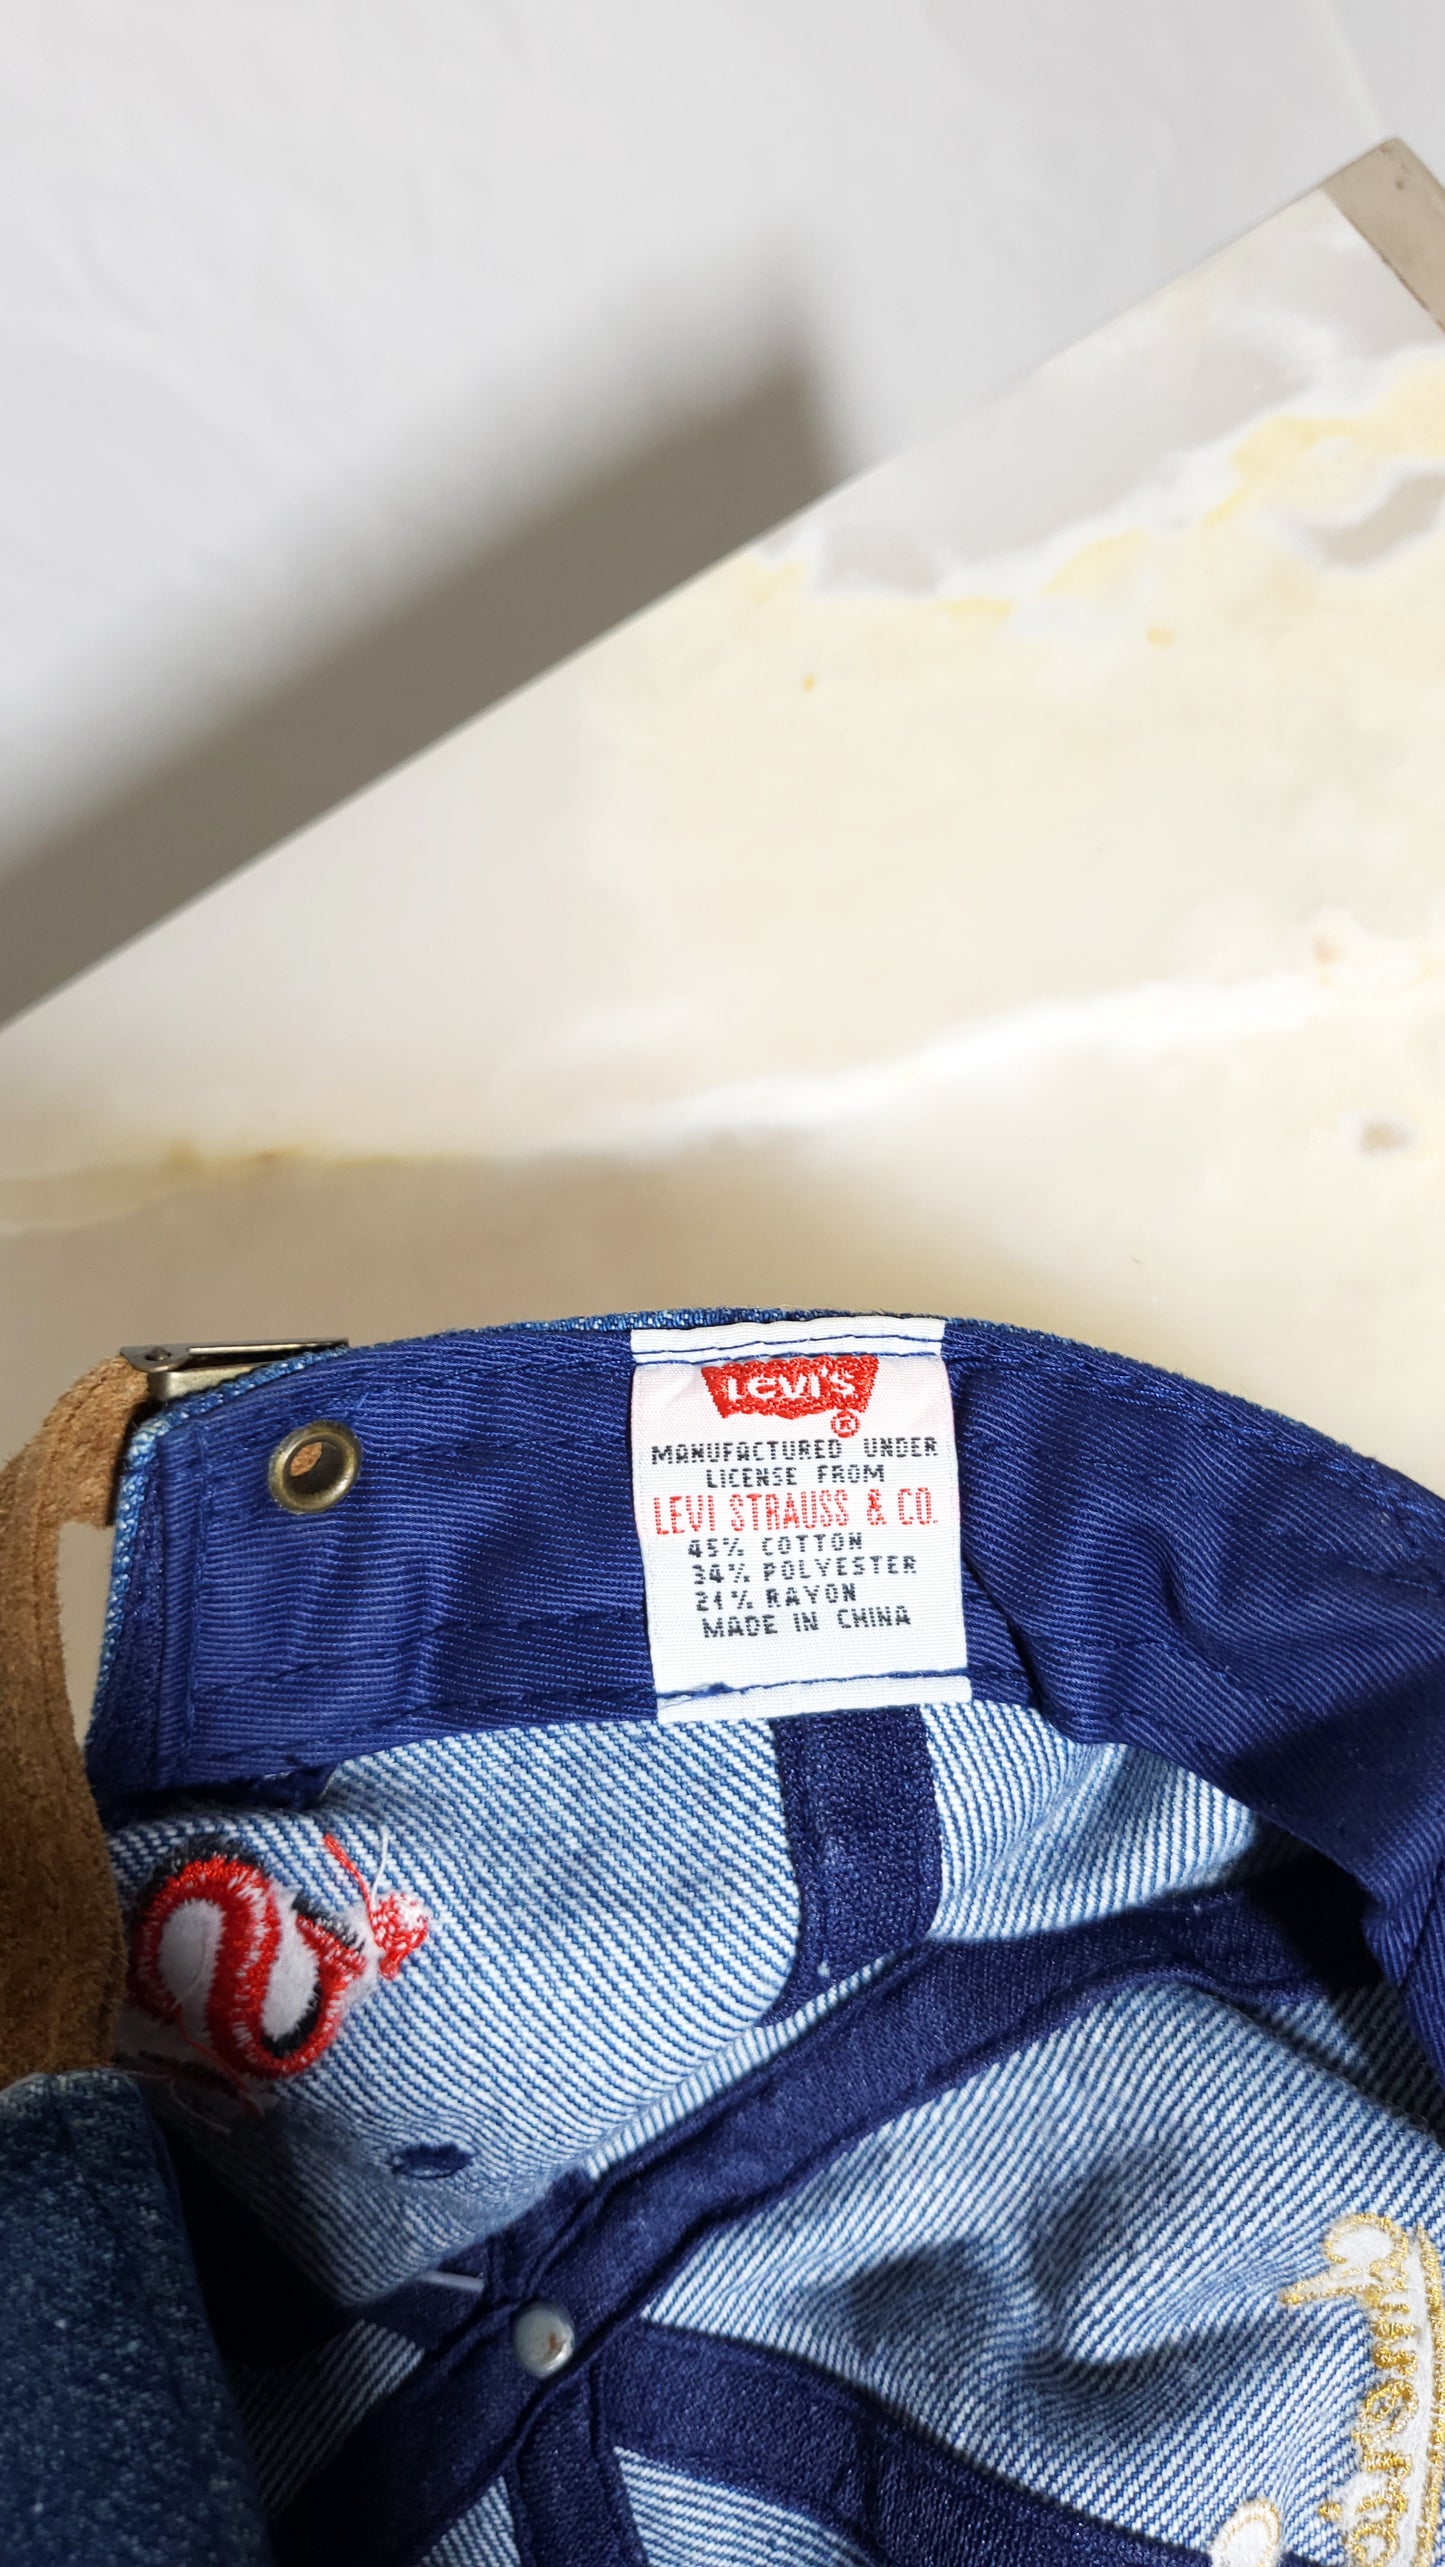 LEVI'S
®
MANUFACTURED UNDER
LICENSE FROM
LEVI STRAUSS & CO.
45% COTTON
34% POLYESTER
21% RAYON
MADE IN CHINA